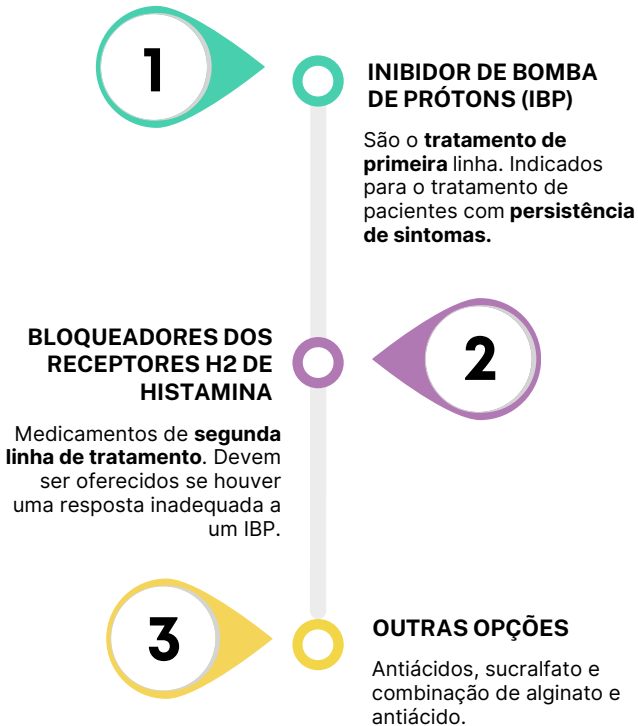 1
INIBIDOR DE BOMBA
DE PRÓTONS (IBP)
São o tratamento de
primeira linha. Indicados
para o tratamento de
pacientes com persistência
de sintomas.
BLOQUEADORES DOS
RECEPTORES H2 DE
HISTAMINA
2
Medicamentos de segunda
linha de tratamento. Devem
ser oferecidos se houver
uma resposta inadequada a
um IBP.
3
OUTRAS OPÇÕES
Antiácidos, sucralfato e
combinação de alginato e
antiácido.